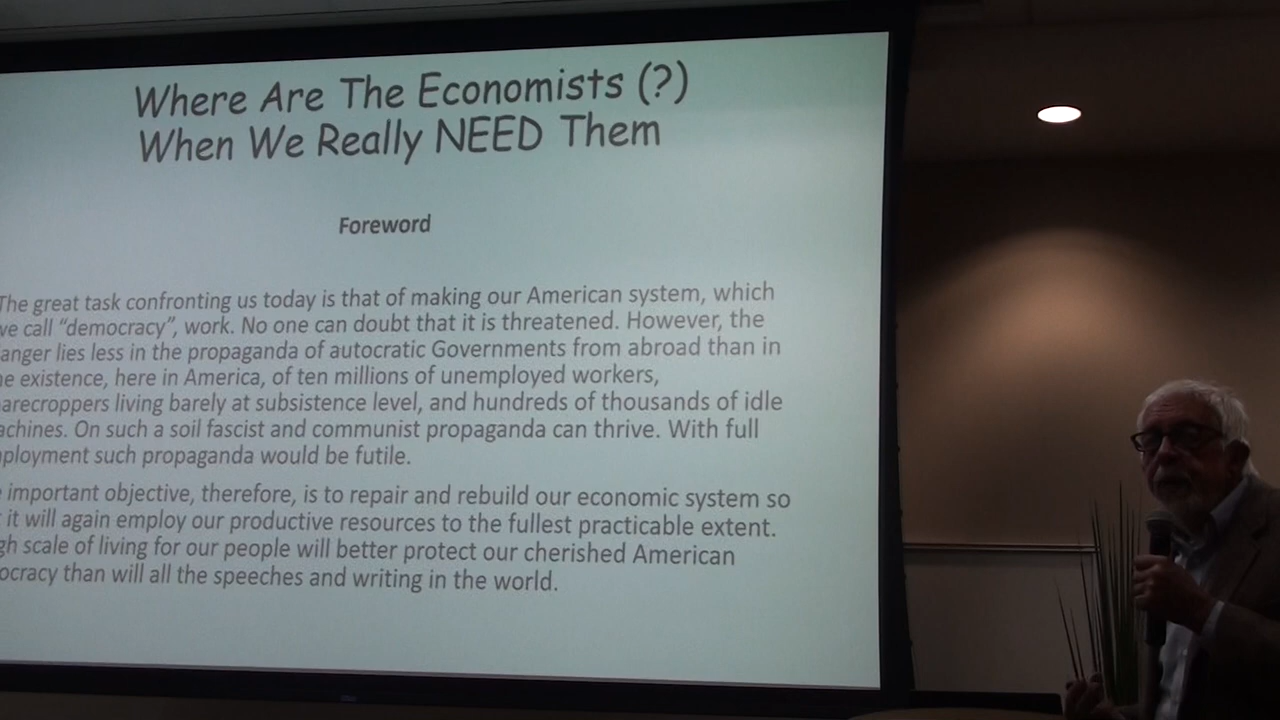 Where Are The Economists (?)
When We Really NEED Them
Foreword
The great task confronting us today is that of making our American system, which
we call “democracy”, work. No one can doubt that it is threatened. However, the
anger lies less in the propaganda of autocratic Governments from abroad than in
e existence, here in America, of ten millions of unemployed workers,
arecroppers living barely at subsistence level, and hundreds of thousands of idle
achines. On such a soil fascist and communist propaganda can thrive. With full
ployment such propaganda would be futile.
important objective, therefore, is to repair and rebuild our economic system so
it will again employ our productive resources to the fullest practicable extent.
gh scale of living for our people will better protect our cherished American
ocracy than will all the speeches and writing in the world.